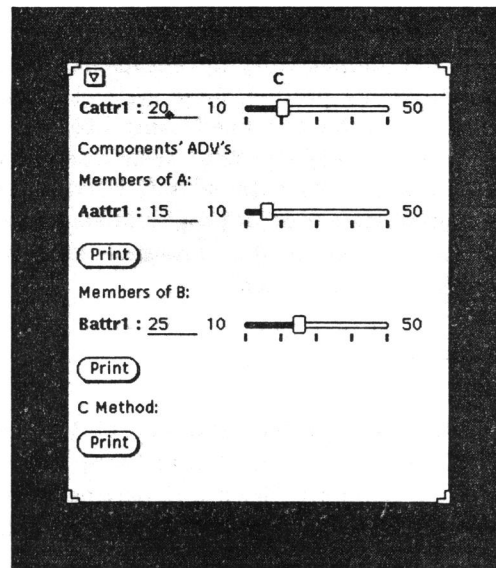 C
Cattr1 : 20 10 50
Components' ADV's
Members of A:
Aattr1 : 15 10 50
Print
Members of B:
Battr1 : 25 10 50
Print
C Method:
Print